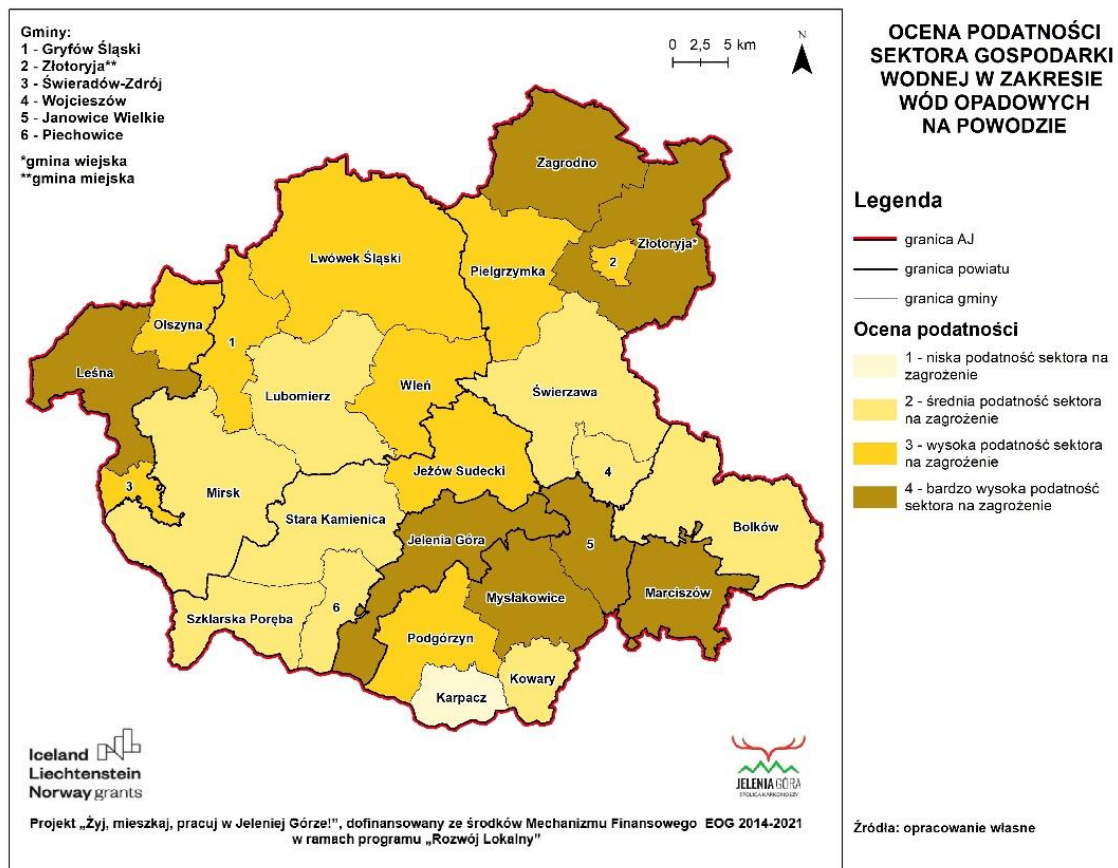 Gminy:
1 - Gryfów Śląski
2 - Złotoryja**
3 - Świeradów-Zdrój
4 - Wojcieszów
5 - Janowice Wielkie
6 - Piechowice
*gmina wiejska
**gmina miejska
0 2,5 5 km
N
Zagrodno
Złotoryja*
2
Pielgrzymka
Lwówek Śląski
Olszyna
1
Leśna
Lubomierz
Wleń
Świerzawa
Jeżów Sudecki
4
3
Mirsk
Stara Kamienica
Jelenia Góra
Bolków
5
Mysłakowice
Marciszów
6
Szklarska Poręba
Podgórzyn
Kowary
Karpacz
Iceland
Liechtenstein
Norway grants
JELENIA GÓRA
STOLICA KARKONOSZY
Projekt „Żyj, mieszkaj, pracuj w Jeleniej Górze!”, dofinansowany ze środków Mechanizmu Finansowego EOG 2014-2021
w ramach programu „Rozwój Lokalny”
OCENA PODATNOŚCI
SEKTORA GOSPODARKI
WODNEJ W ZAKRESIE
WÓD OPADOWYCH
NA POWODZIE
Legenda
granica AJ
granica powiatu
granica gminy
Ocena podatności
1 - niska podatność sektora na
zagrożenie
2 - średnia podatność sektora
na zagrożenie
3 - wysoka podatność sektora
na zagrożenie
4 - bardzo wysoka podatność
sektora na zagrożenie
Źródła: opracowanie własne